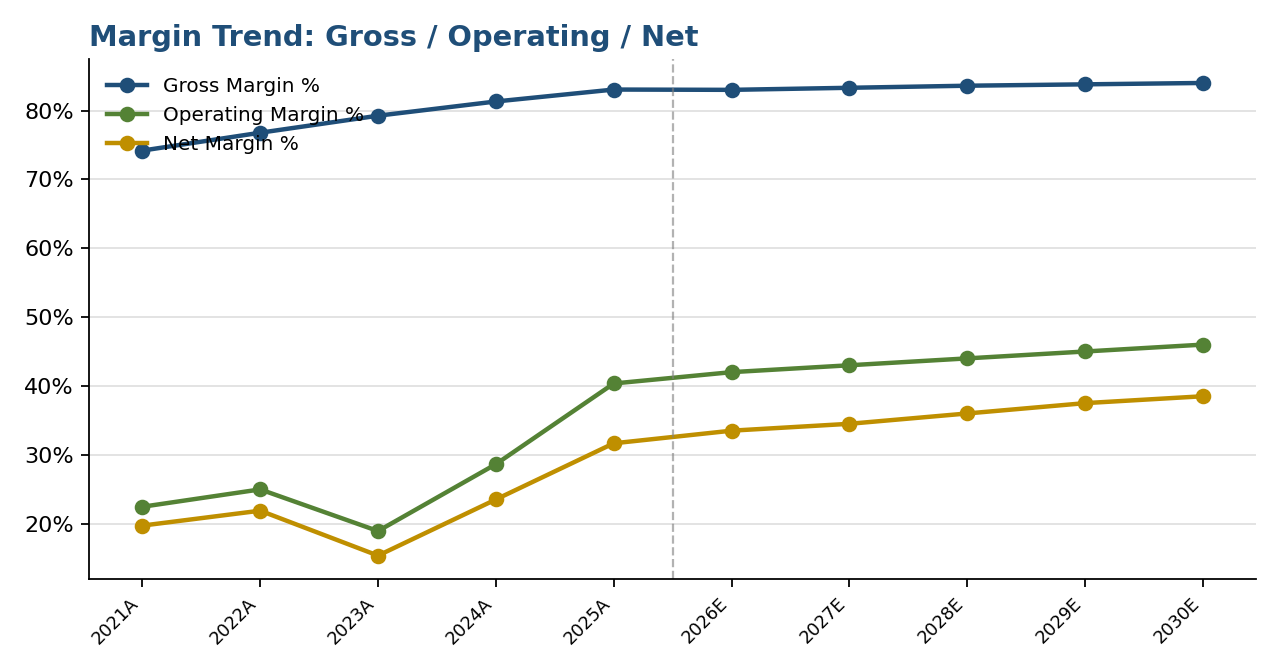 Margin Trend: Gross / Operating / Net
Gross Margin %
Operating Margin %
Net Margin %
80%
70%
60%
50%
40%
30%
20%
2021A
2022A
2023A
2024A
2025A
2026E
2027E
2028E
2029E
2030E